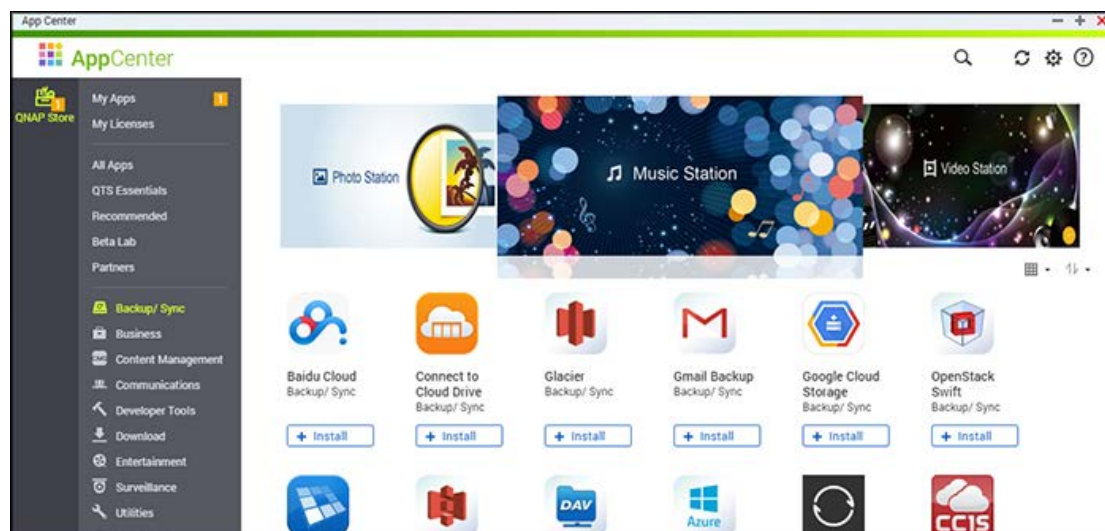 App Center
AppCenter
QNAP Store
1
My Apps 1
My Licenses
All Apps
QTS Essentials
Recommended
Beta Lab
Partners
Backup/ Sync
Business
Content Management
Communications
Developer Tools
Download
Entertainment
Surveillance
Utilities
Photo Station
Music Station
Video Station
Baidu Cloud
Backup/ Sync
+ Install
Connect to
Cloud Drive
Backup/ Sync
+ Install
Glacier
Backup/ Sync
+ Install
Gmail Backup
Backup/ Sync
+ Install
Google Cloud
Storage
Backup/ Sync
+ Install
OpenStack
Swift
Backup/ Sync
+ Install
DAV
Azure
CC1S